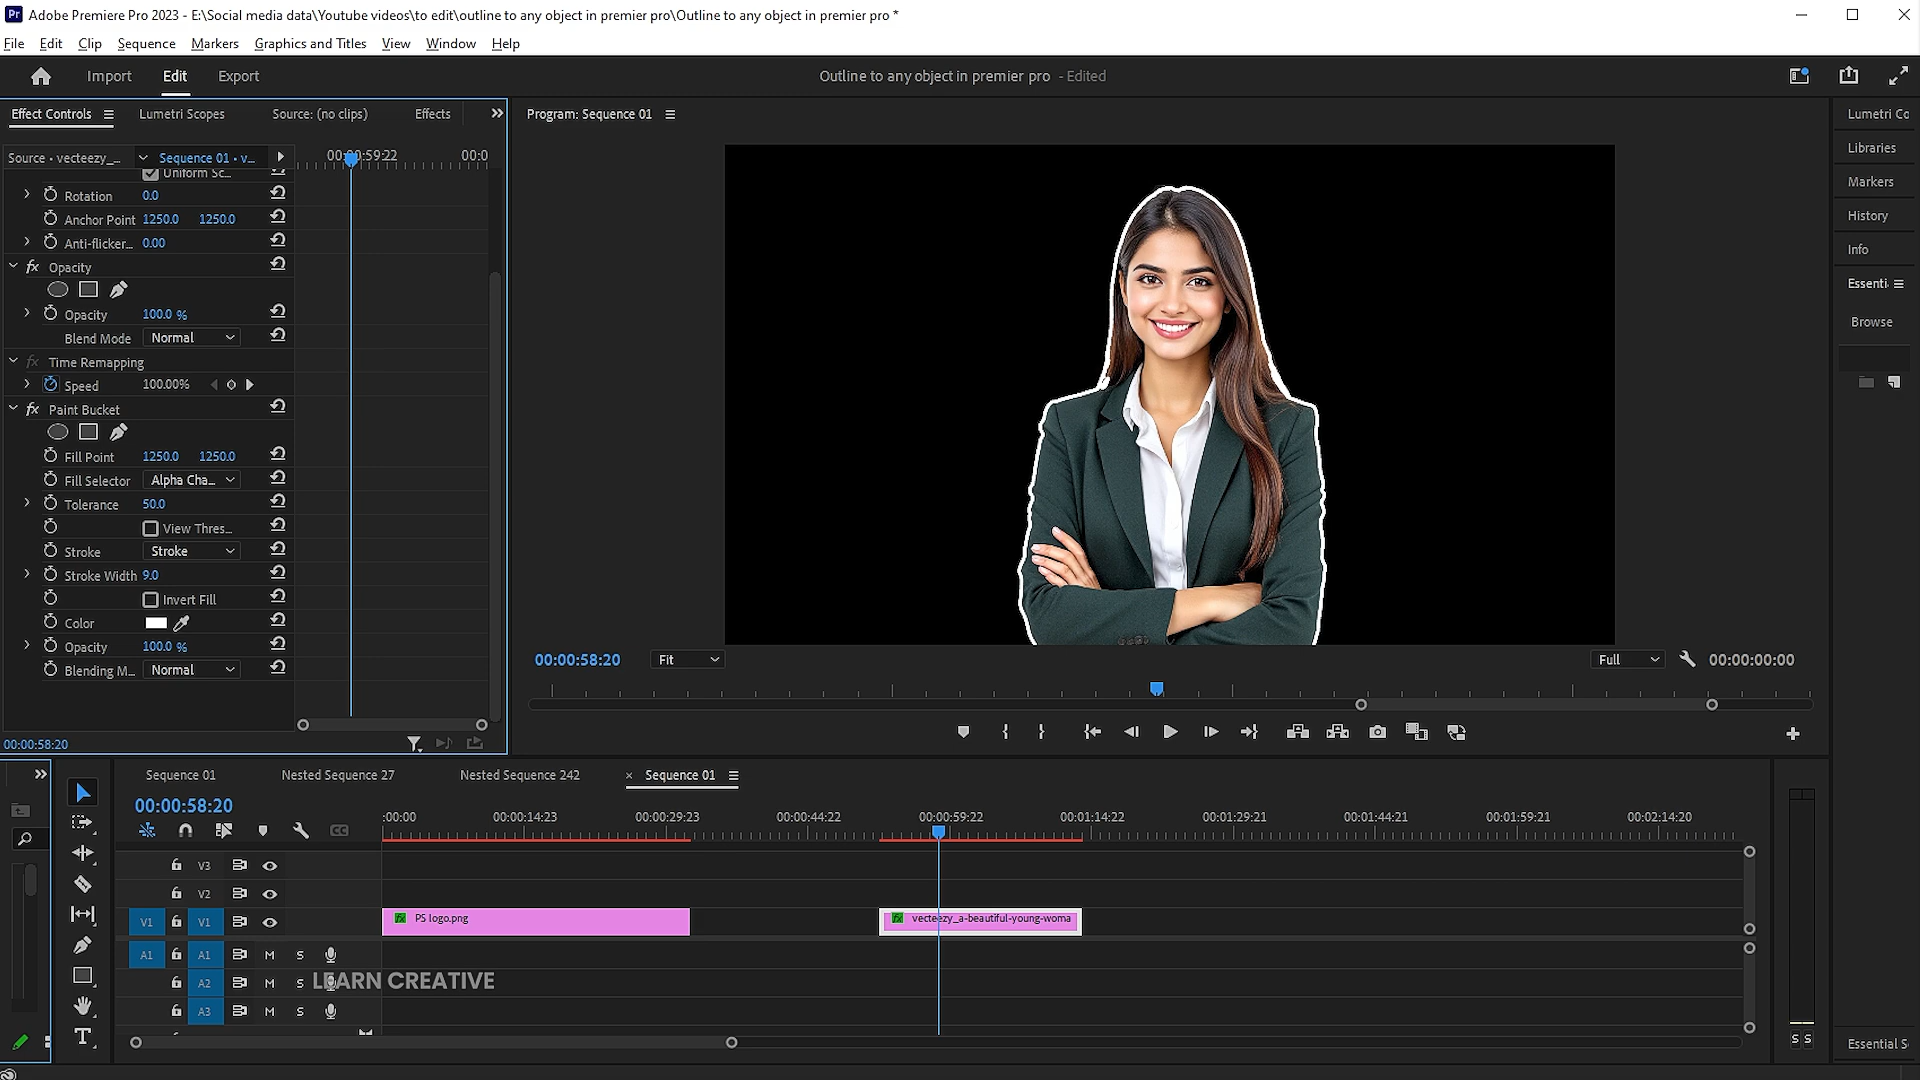 Adobe Premiere Pro 2023 - E:\Social media data\Youtube videos\to edit\outline to any object in premier pro\Outline to any object in premier pro *
File Edit Clip Sequence Markers Graphics and Titles View Window Help
Import Edit Export
Outline to any object in premier pro - Edited
Effect Controls Lumetri Scopes Source: (no clips) Effects
Program: Sequence 01
Lumetri Co
Libraries
Markers
History
Info
Essenti
Browse
Source • vecteezy_... Sequence 01 • v...
00:00:59:22 00:0
Uniform Sc...
Rotation 0.0
Anchor Point 1250.0 1250.0
Anti-flicker... 0.00
fx Opacity
Opacity 100.0 %
Blend Mode Normal
fx Time Remapping
Speed 100.00%
fx Paint Bucket
Fill Point 1250.0 1250.0
Fill Selector Alpha Cha...
Tolerance 50.0
View Thres...
Stroke Stroke
Stroke Width 9.0
Invert Fill
Color
Opacity 100.0 %
Blending M... Normal
00:00:58:20
00:00:58:20 Fit Full 00:00:00:00
Sequence 01 Nested Sequence 27 Nested Sequence 242 × Sequence 01
00:00:58:20
:00:00 00:00:14:23 00:00:29:23 00:00:44:22 00:00:59:22 00:01:14:22 00:01:29:21 00:01:44:21 00:01:59:21 00:02:14:20
V3
V2
V1 V1
fx PS logo.png
fx vecteezy_a-beautiful-young-woma
A1 A1 M S
A2 M S
A3 M S
LEARN CREATIVE
S S
Essential S